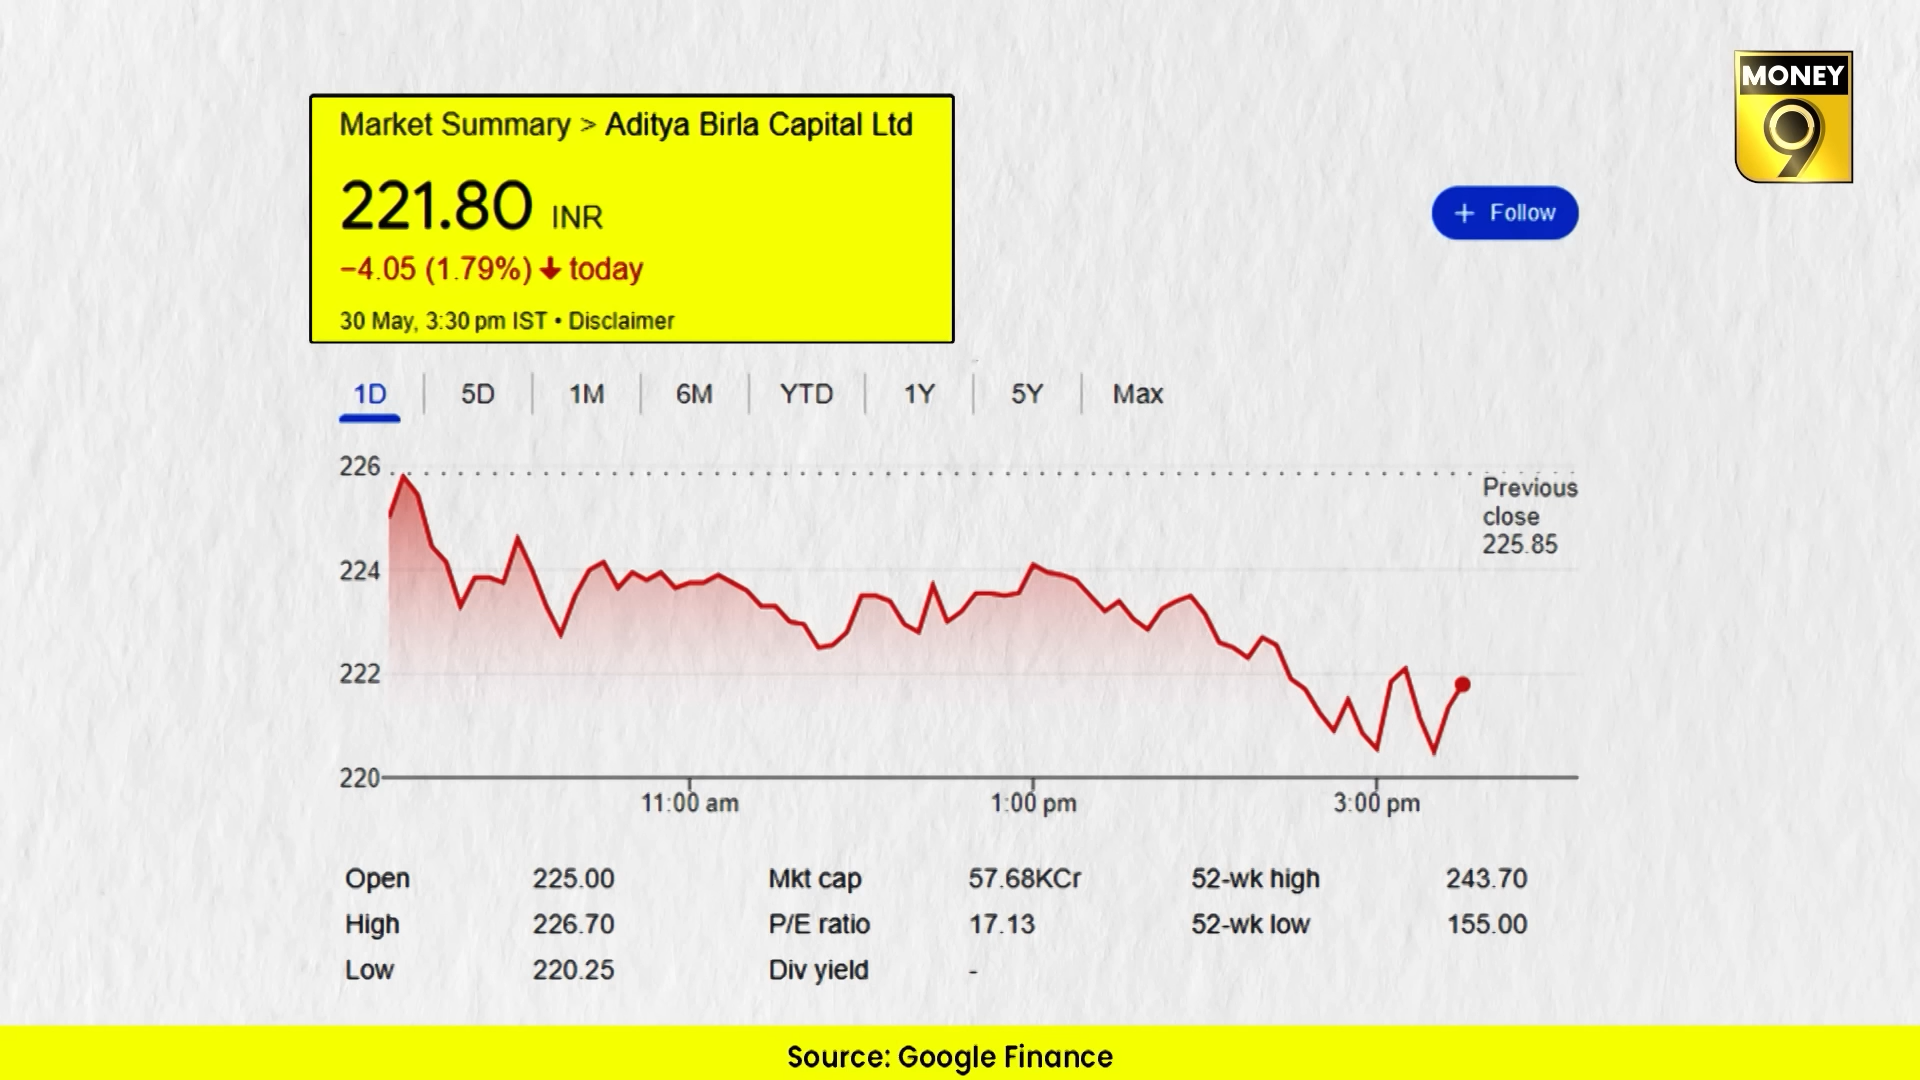 MONEY
9
Market Summary > Aditya Birla Capital Ltd
221.80 INR
+ Follow
−4.05 (1.79%) ↓ today
30 May, 3:30 pm IST • Disclaimer
1D 5D 1M 6M YTD 1Y 5Y Max
226
Previous
close
225.85
224
222
220
11:00 am 1:00 pm 3:00 pm
Open 225.00 Mkt cap 57.68KCr 52-wk high 243.70
High 226.70 P/E ratio 17.13 52-wk low 155.00
Low 220.25 Div yield -
Source: Google Finance